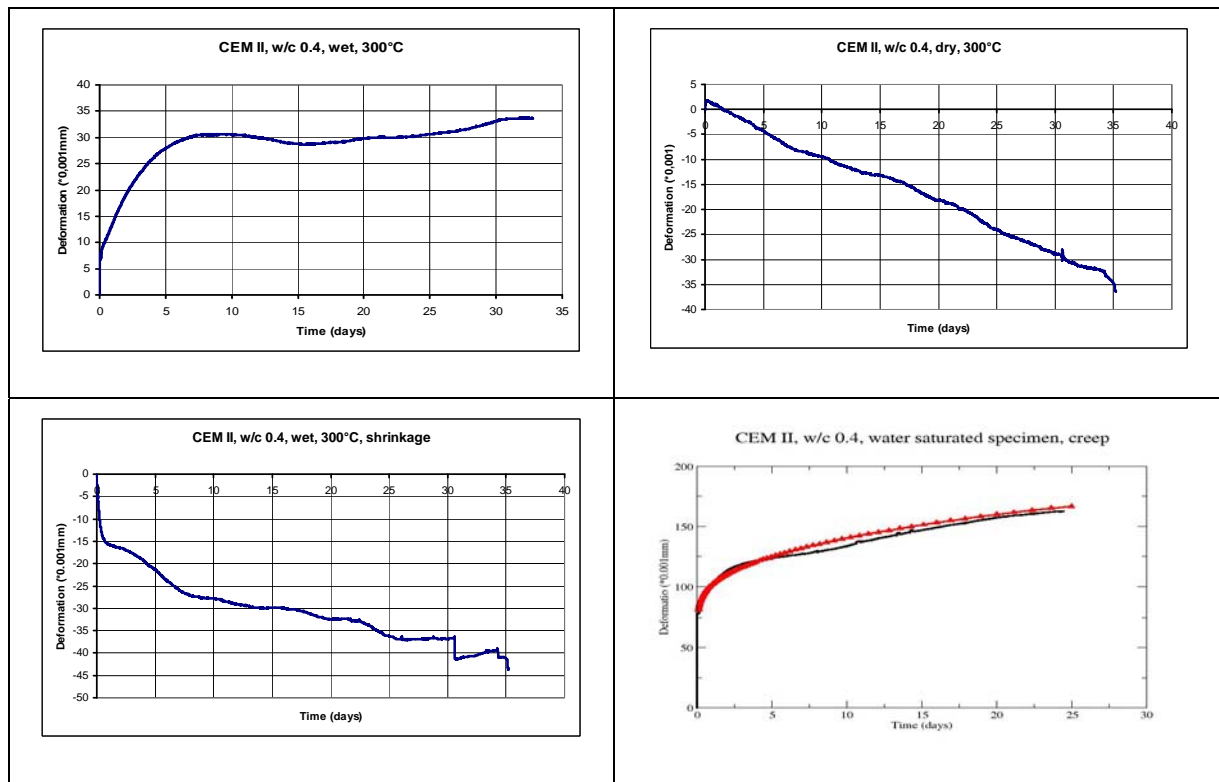 CEM II, w/c 0.4, wet, 300°C
Deformation (*0,001mm)
40
35
30
25
20
15
10
5
0
0 5 10 15 20 25 30 35
Time (days)
CEM II, w/c 0.4, dry, 300°C
Deformation (*0,001)
5
0
-5
-10
-15
-20
-25
-30
-35
-40
0 5 10 15 20 25 30 35 40
Time (days)
CEM II, w/c 0.4, wet, 300°C, shrinkage
Deformation (*0.001mm)
0
-5
-10
-15
-20
-25
-30
-35
-40
-45
-50
0 5 10 15 20 25 30 35 40
Time (days)
CEM II, w/c 0.4, water saturated specimen, creep
Deformatio (*0.001mm)
200
150
100
50
0
0 5 10 15 20 25 30
Time (days)